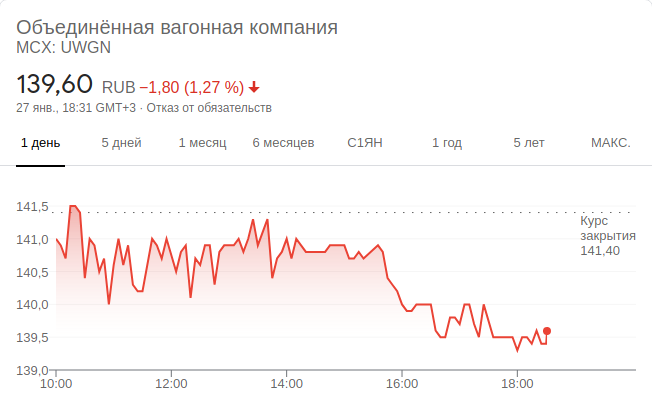 Объединённая вагонная компания
MCX: UWGN
139,60 RUB −1,80 (1,27 %)
27 янв., 18:31 GMT+3 · Отказ от обязательств
1 день 5 дней 1 месяц 6 месяцев С1ЯН 1 год 5 лет МАКС.
141,5
Курс
закрытия
141,40
141,0
140,5
140,0
139,5
139,0
10:00 12:00 14:00 16:00 18:00